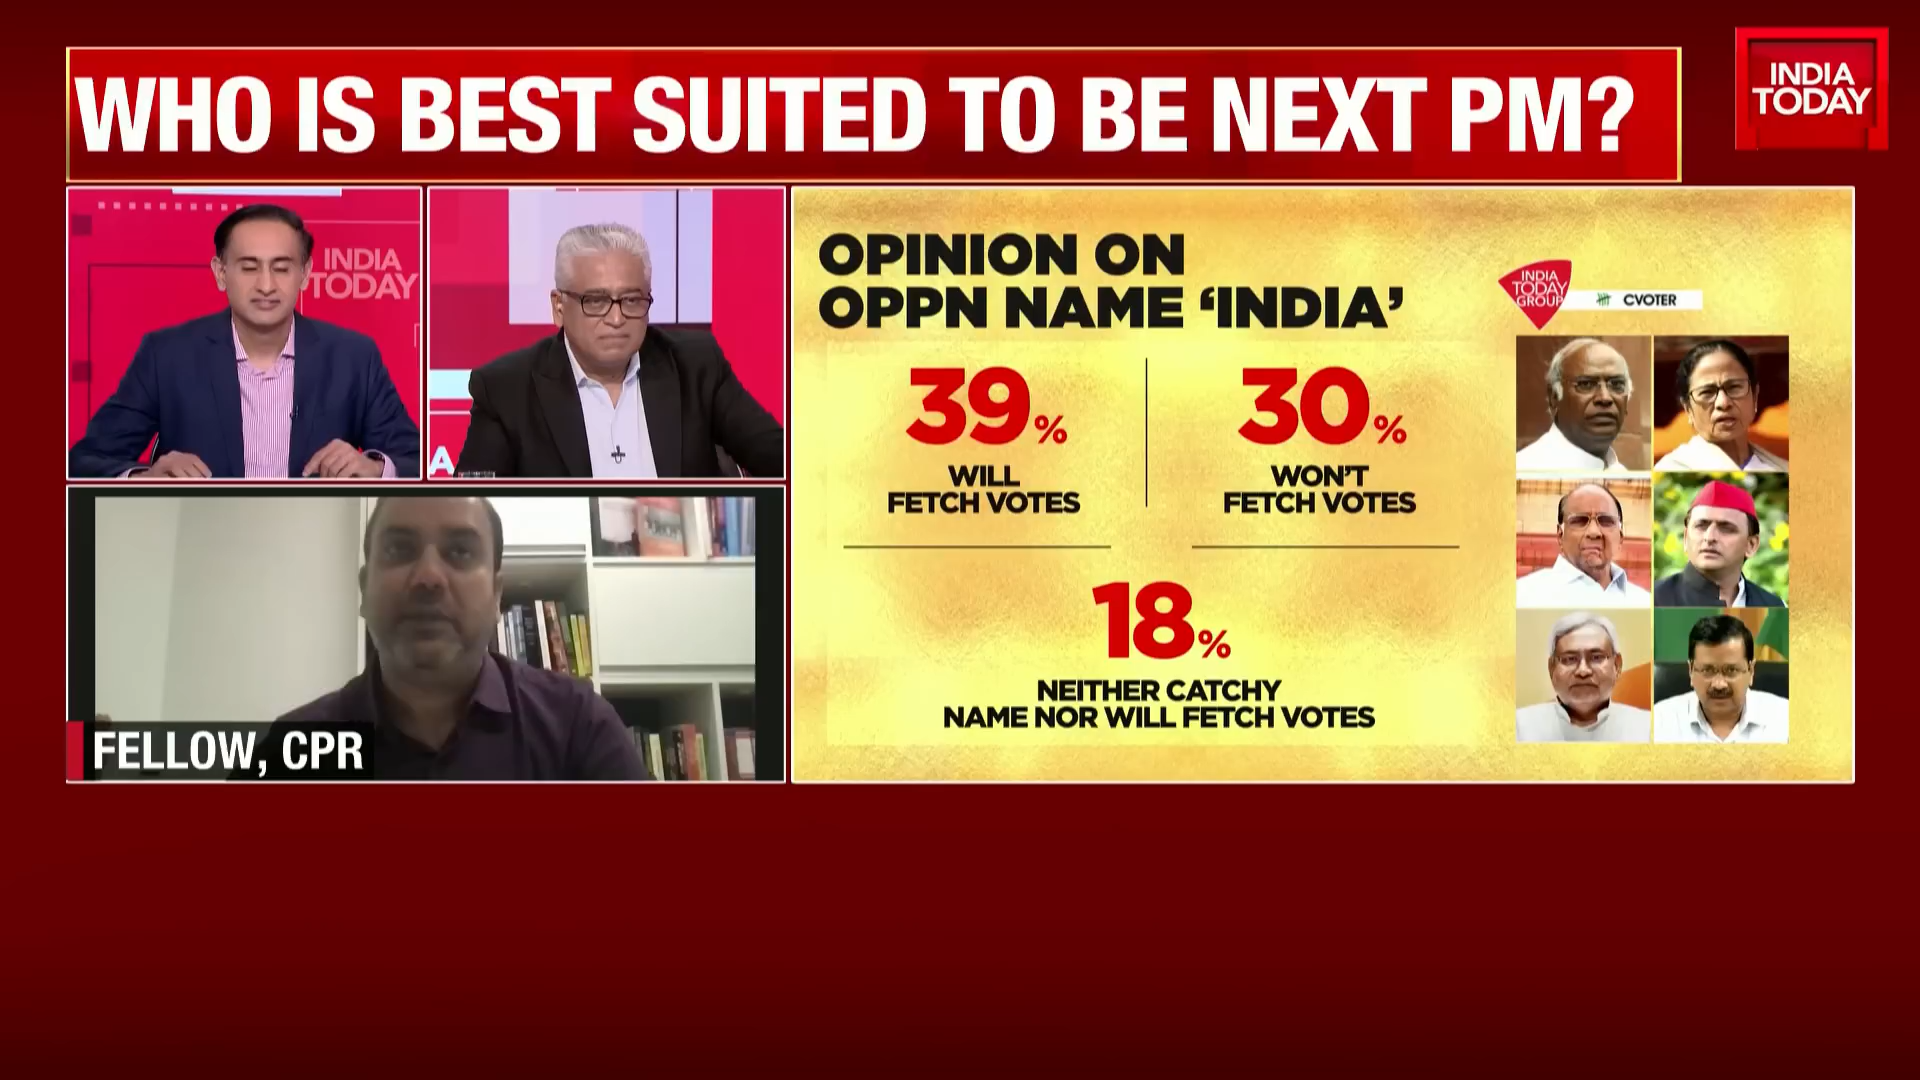 WHO IS BEST SUITED TO BE NEXT PM?
INDIA
TODAY
INDIA
TODAY
A
FELLOW, CPR
OPINION ON
OPPN NAME ‘INDIA’
INDIA
TODAY
GROUP
CVOTER
39%
WILL
FETCH VOTES
30%
WON’T
FETCH VOTES
18%
NEITHER CATCHY
NAME NOR WILL FETCH VOTES